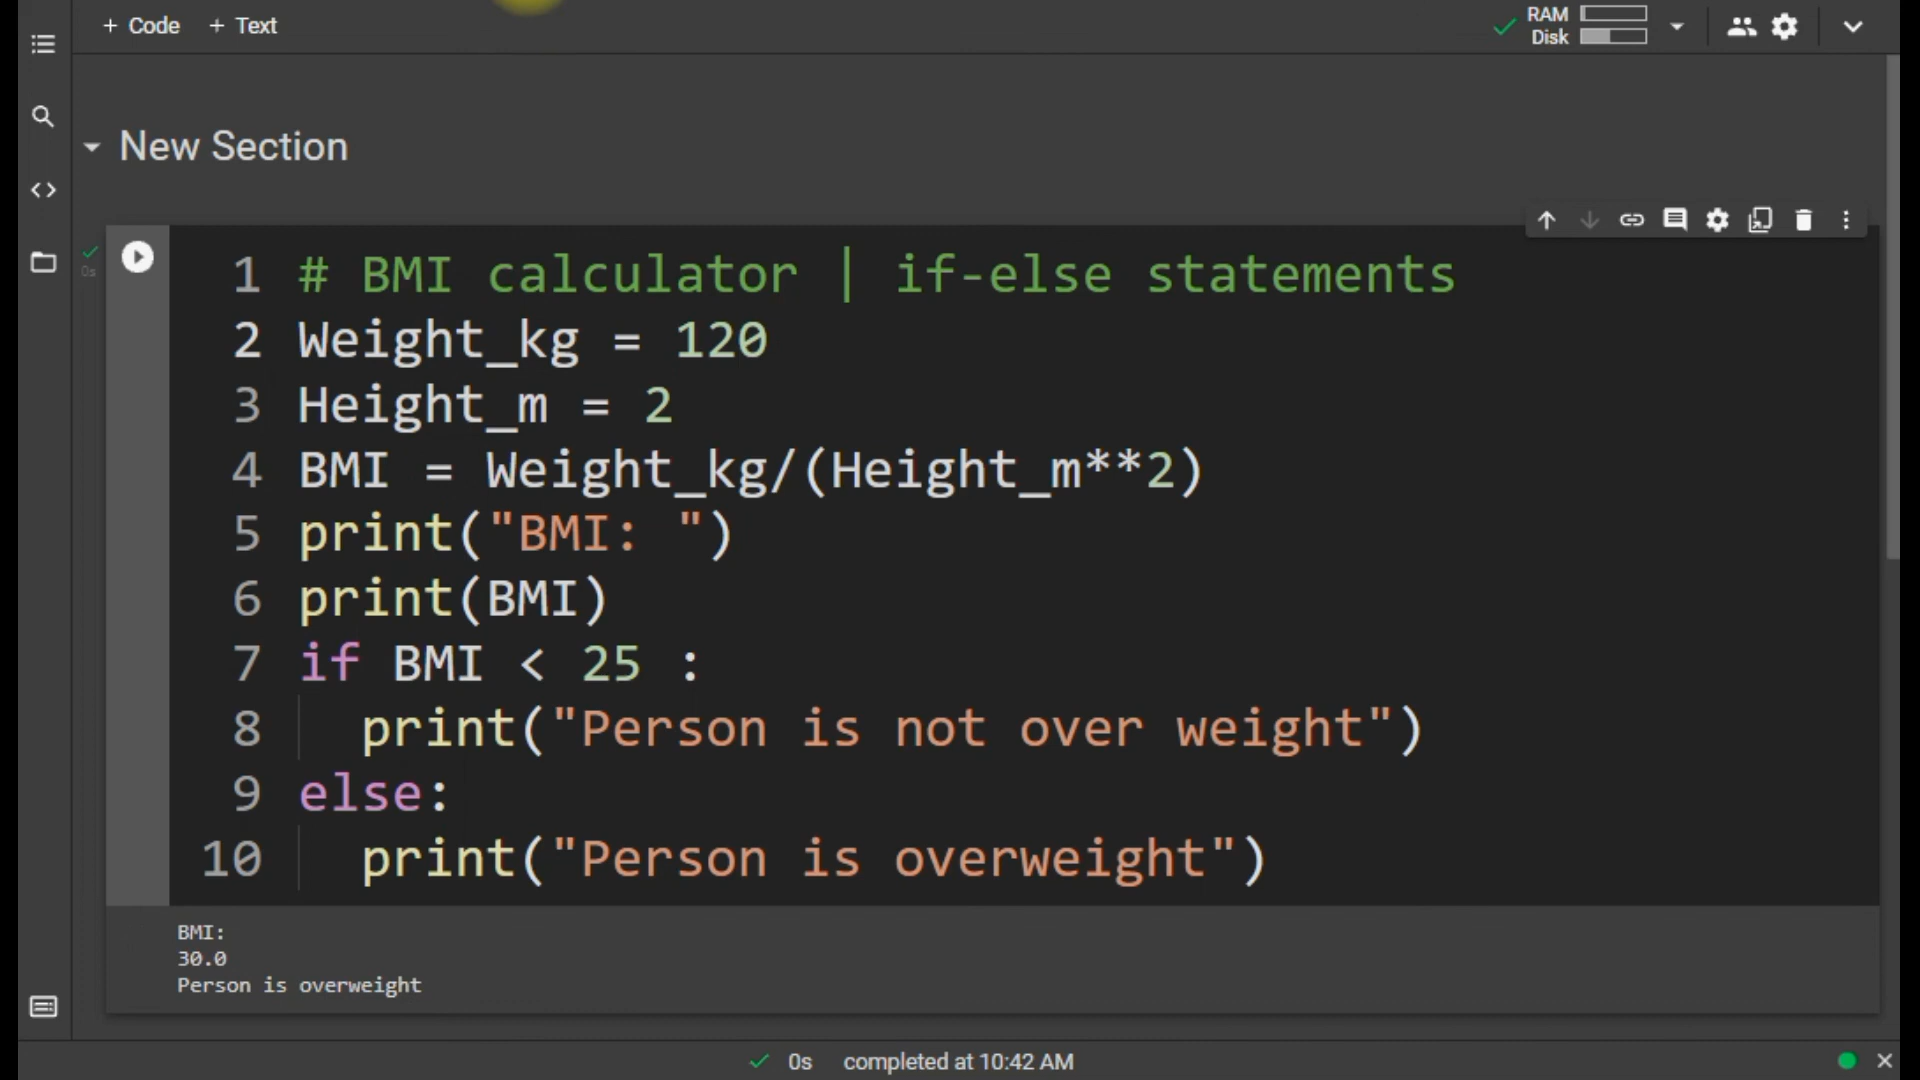 + Code + Text
RAM
Disk
New Section
0s
1 # BMI calculator | if-else statements
2 Weight_kg = 120
3 Height_m = 2
4 BMI = Weight_kg/(Height_m**2)
5 print("BMI: ")
6 print(BMI)
7 if BMI < 25 :
8   print("Person is not over weight")
9 else:
10   print("Person is overweight")
BMI:
30.0
Person is overweight
0s completed at 10:42 AM